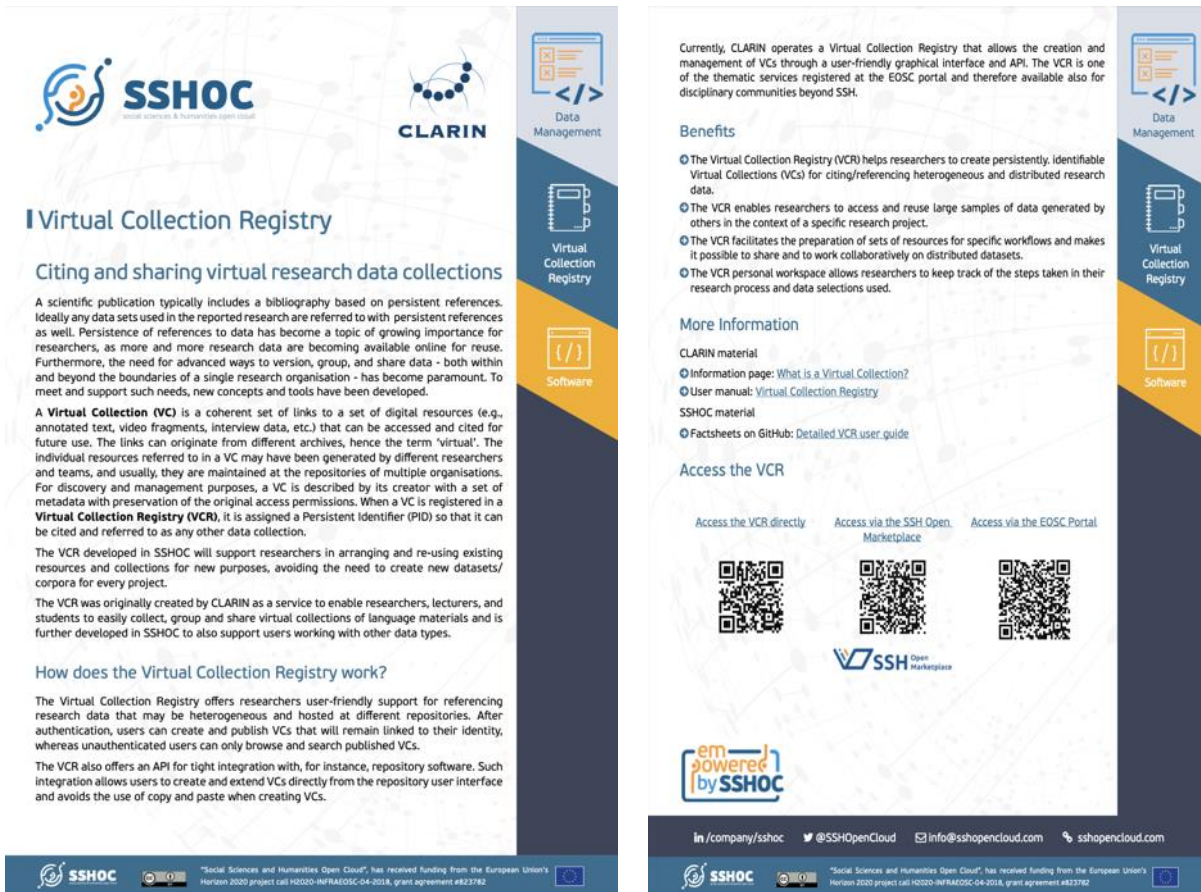 SSHOC
social sciences & humanities open cloud
CLARIN
Data
Management
Virtual
Collection
Registry
Software
Virtual Collection Registry
Citing and sharing virtual research data collections
A scientific publication typically includes a bibliography based on persistent references.
Ideally any data sets used in the reported research are referred to with persistent references
as well. Persistence of references to data has become a topic of growing importance for
researchers, as more and more research data are becoming available online for reuse.
Furthermore, the need for advanced ways to version, group, and share data - both within
and beyond the boundaries of a single research organisation - has become paramount. To
meet and support such needs, new concepts and tools have been developed.
A Virtual Collection (VC) is a coherent set of links to a set of digital resources (e.g.,
annotated text, video fragments, interview data, etc.) that can be accessed and cited for
future use. The links can originate from different archives, hence the term ‘virtual’. The
individual resources referred to in a VC may have been generated by different researchers
and teams, and usually, they are maintained at the repositories of multiple organisations.
For discovery and management purposes, a VC is described by its creator with a set of
metadata with preservation of the original access permissions. When a VC is registered in a
Virtual Collection Registry (VCR), it is assigned a Persistent Identifier (PID) so that it can
be cited and referred to as any other data collection.
The VCR developed in SSHOC will support researchers in arranging and re-using existing
resources and collections for new purposes, avoiding the need to create new datasets/
corpora for every project.
The VCR was originally created by CLARIN as a service to enable researchers, lecturers, and
students to easily collect, group and share virtual collections of language materials and is
further developed in SSHOC to also support users working with other data types.
How does the Virtual Collection Registry work?
The Virtual Collection Registry offers researchers user-friendly support for referencing
research data that may be heterogeneous and hosted at different repositories. After
authentication, users can create and publish VCs that will remain linked to their identity,
whereas unauthenticated users can only browse and search published VCs.
The VCR also offers an API for tight integration with, for instance, repository software. Such
integration allows users to create and extend VCs directly from the repository user interface
and avoids the use of copy and paste when creating VCs.
SSHOC
"Social Sciences and Humanities Open Cloud", has received funding from the European Union's
Horizon 2020 project call H2020-INFRAEOSC-04-2018, grant agreement #823782
Currently, CLARIN operates a Virtual Collection Registry that allows the creation and
management of VCs through a user-friendly graphical interface and API. The VCR is one
of the thematic services registered at the EOSC portal and therefore available also for
disciplinary communities beyond SSH.
Data
Management
Virtual
Collection
Registry
Software
Benefits
The Virtual Collection Registry (VCR) helps researchers to create persistently. identifiable
Virtual Collections (VCs) for citing/referencing heterogeneous and distributed research
data.
The VCR enables researchers to access and reuse large samples of data generated by
others in the context of a specific research project.
The VCR facilitates the preparation of sets of resources for specific workflows and makes
it possible to share and to work collaboratively on distributed datasets.
The VCR personal workspace allows researchers to keep track of the steps taken in their
research process and data selections used.
More Information
CLARIN material
Information page: What is a Virtual Collection?
User manual: Virtual Collection Registry
SSHOC material
Factsheets on GitHub: Detailed VCR user guide
Access the VCR
Access the VCR directly
Access via the SSH Open
Marketplace
Access via the EOSC Portal
SSH Open
Marketplace
em
powered
by SSHOC
in /company/sshoc @SSHOpenCloud info@sshopencloud.com sshopencloud.com
SSHOC
"Social Sciences and Humanities Open Cloud", has received funding from the European Union's
Horizon 2020 project call H2020-INFRAEOSC-04-2018, grant agreement #823782